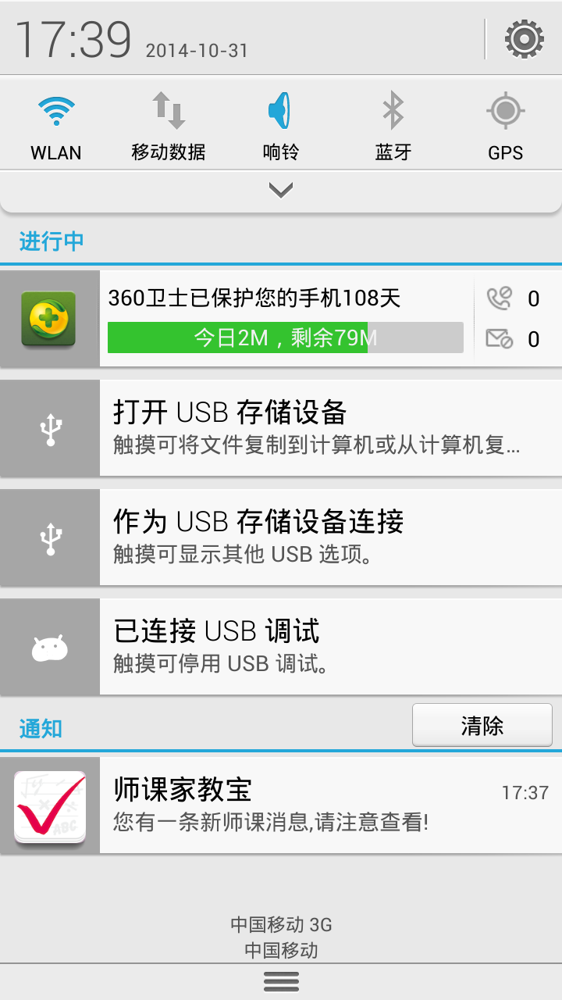 17:39 2014-10-31
WLAN 移动数据 响铃 蓝牙 GPS
进行中
360卫士已保护您的手机108天 0
今日2M，剩余79M 0
打开 USB 存储设备
触摸可将文件复制到计算机或从计算机复...
作为 USB 存储设备连接
触摸可显示其他 USB 选项。
已连接 USB 调试
触摸可停用 USB 调试。
通知 清除
师课家教宝 17:37
您有一条新师课消息,请注意查看!
ABC
中国移动 3G
中国移动